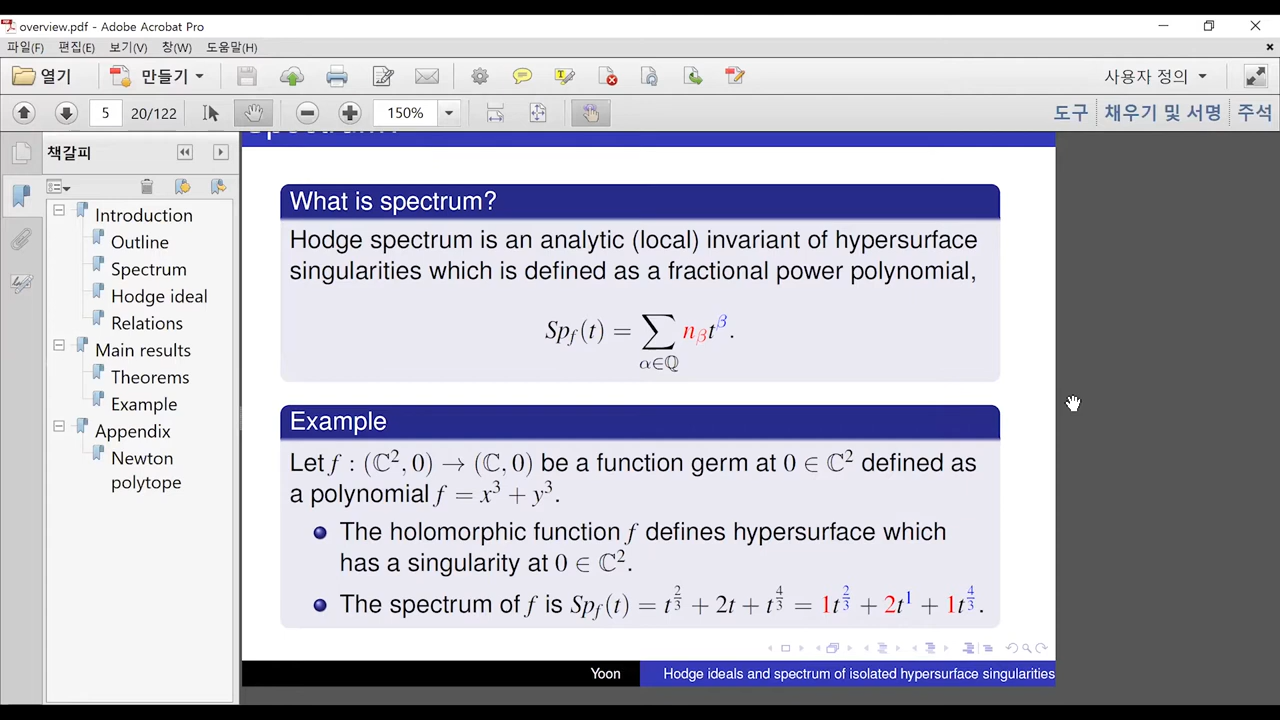 overview.pdf - Adobe Acrobat Pro
파일(F) 편집(E) 보기(V) 창(W) 도움말(H)
열기 만들기 사용자 정의
5 20/122 150% 도구 채우기 및 서명 주석
책갈피
Introduction
Outline
Spectrum
Hodge ideal
Relations
Main results
Theorems
Example
Appendix
Newton
polytope
What is spectrum?
Hodge spectrum is an analytic (local) invariant of hypersurface
singularities which is defined as a fractional power polynomial,
Sp_f(t) = ∑_{α∈ℚ} n_β t^β.
Example
Let f : (ℂ², 0) → (ℂ, 0) be a function germ at 0 ∈ ℂ² defined as
a polynomial f = x³ + y³.
The holomorphic function f defines hypersurface which
has a singularity at 0 ∈ ℂ².
The spectrum of f is Sp_f(t) = t^{2/3} + 2t + t^{4/3} = 1t^{2/3} + 2t^1 + 1t^{4/3}.
Yoon Hodge ideals and spectrum of isolated hypersurface singularities